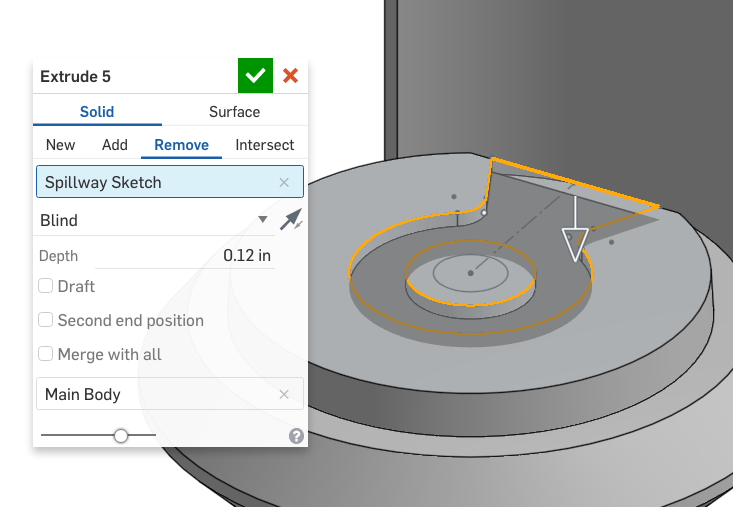 Extrude 5
Solid Surface
New Add Remove Intersect
Spillway Sketch
Blind
Depth 0.12 in
Draft
Second end position
Merge with all
Main Body
?